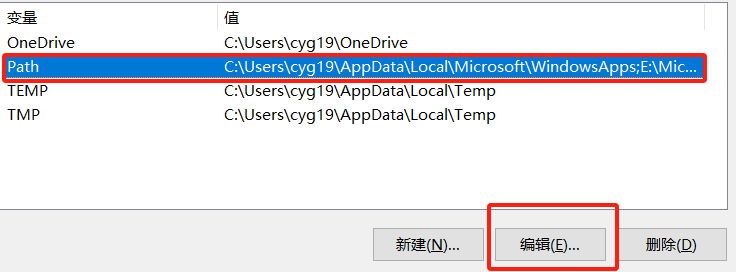 变量 值
OneDrive C:\Users\cyg19\OneDrive
Path C:\Users\cyg19\AppData\Local\Microsoft\WindowsApps;E:\Mic...
TEMP C:\Users\cyg19\AppData\Local\Temp
TMP C:\Users\cyg19\AppData\Local\Temp
新建(N)... 编辑(E)... 删除(D)